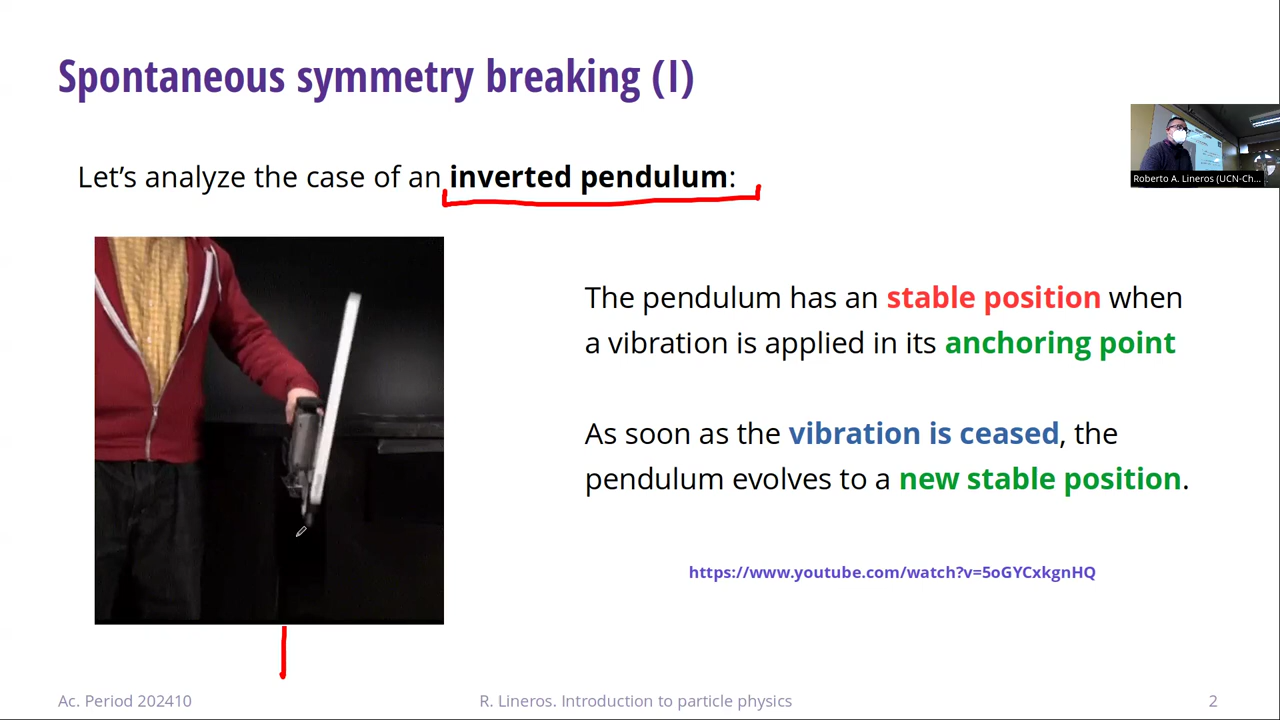 Spontaneous symmetry breaking (I)
Let's analyze the case of an inverted pendulum:
Roberto A. Lineros (UCN-Ch...
The pendulum has an stable position when
a vibration is applied in its anchoring point
As soon as the vibration is ceased, the
pendulum evolves to a new stable position.
https://www.youtube.com/watch?v=5oGYCxkgnHQ
Ac. Period 202410
R. Lineros. Introduction to particle physics
2